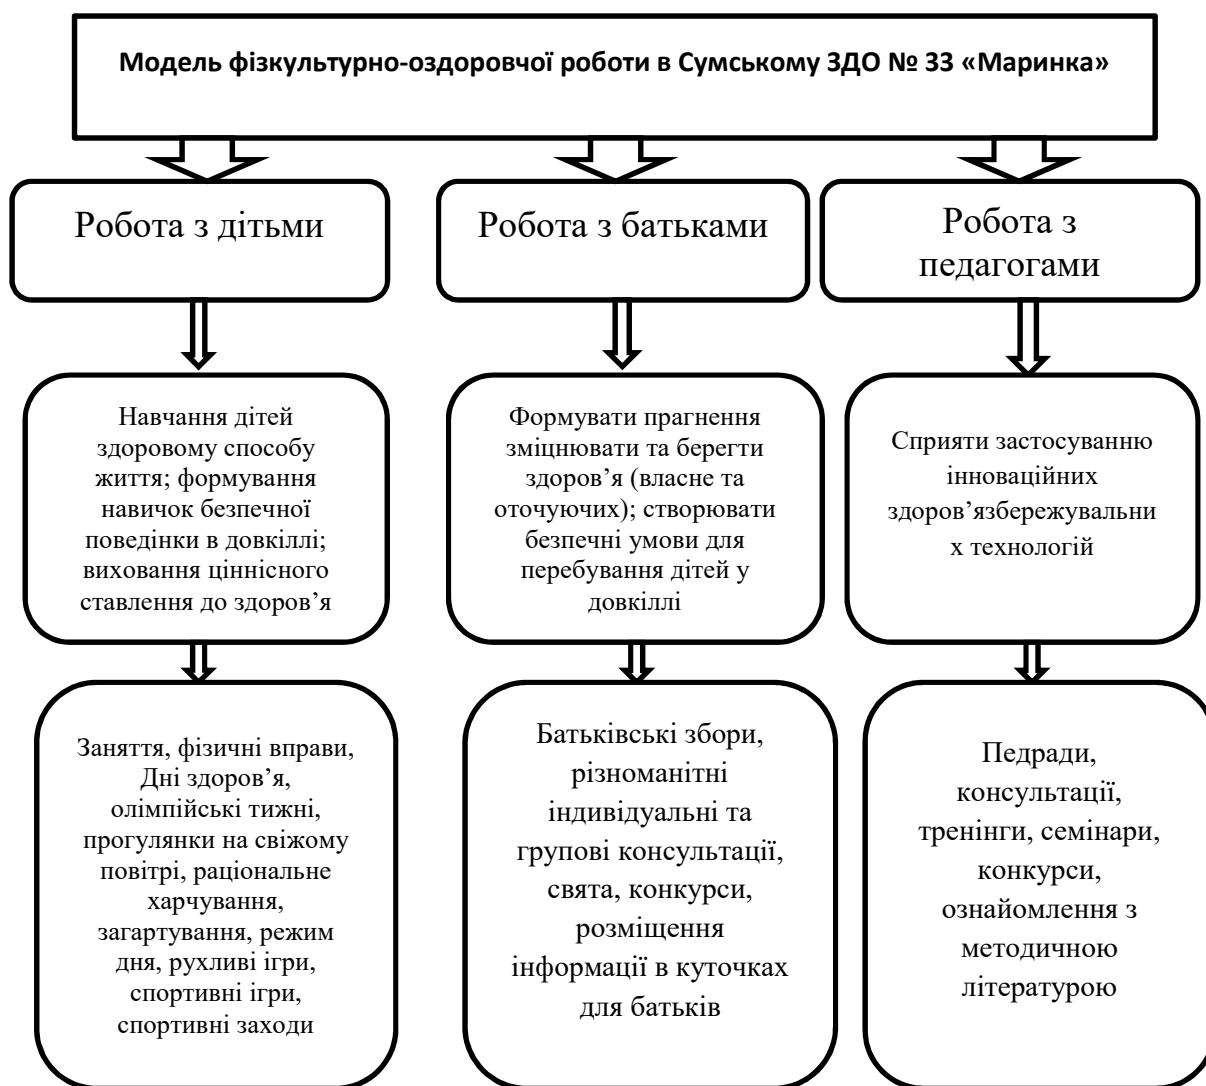 Модель фізкультурно-оздоровчої роботи в Сумському ЗДО № 33 «Маринка»
Робота з дітьми
Робота з батьками
Робота з
педагогами
Навчання дітей
здоровому способу
життя; формування
навичок безпечної
поведінки в довкіллі;
виховання ціннісного
ставлення до здоров’я
Формувати прагнення
зміцнювати та берегти
здоров’я (власне та
оточуючих); створювати
безпечні умови для
перебування дітей у
довкіллі
Сприяти застосуванню
інноваційних
здоров’язбережувальни
х технологій
Заняття, фізичні вправи,
Дні здоров’я,
олімпійські тижні,
прогулянки на свіжому
повітрі, раціональне
харчування,
загартування, режим
дня, рухливі ігри,
спортивні ігри,
спортивні заходи
Батьківські збори,
різноманітні
індивідуальні та
групові консультації,
свята, конкурси,
розміщення
інформації в куточках
для батьків
Педради,
консультації,
тренінги, семінари,
конкурси,
ознайомлення з
методичною
літературою